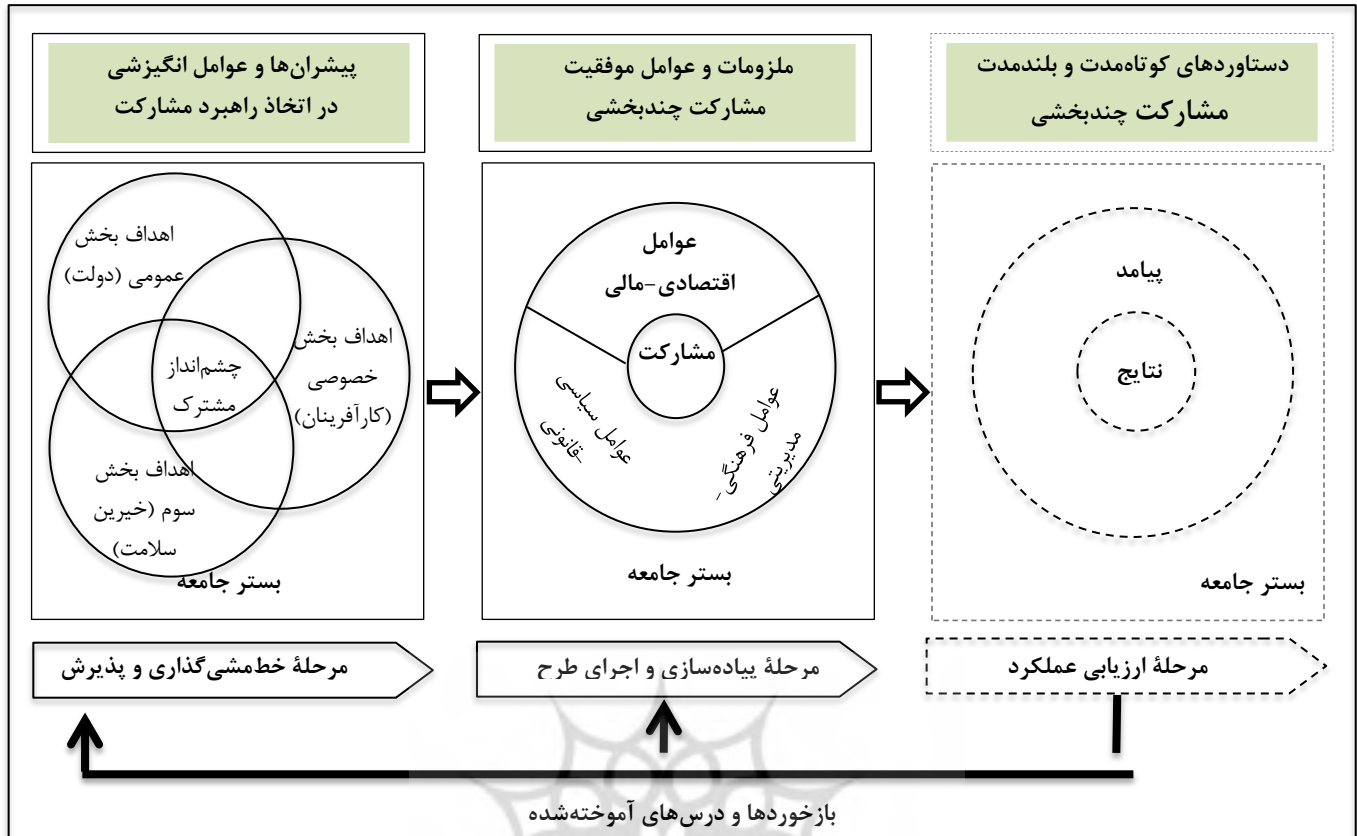 پیشران‌ها و عوامل انگیزشی
در اتخاذ راهبرد مشارکت
ملزومات و عوامل موفقیت
مشارکت چندبخشی
دستاوردهای کوتاه‌مدت و بلندمدت
مشارکت چندبخشی
اهداف بخش
عمومی (دولت)
اهداف بخش
خصوصی
(کارآفرینان)
چشم‌انداز
مشترک
اهداف بخش
سوم (خیرین
سلامت)
بستر جامعه
عوامل
اقتصادی-مالی
مشارکت
عوامل سیاسی
-قانونی
عوامل فرهنگی-
مدیریتی
بستر جامعه
پیامد
نتایج
بستر جامعه
مرحلهٔ خط‌مشی‌گذاری و پذیرش
مرحلهٔ پیاده‌سازی و اجرای طرح
مرحلهٔ ارزیابی عملکرد
بازخوردها و درس‌های آموخته‌شده